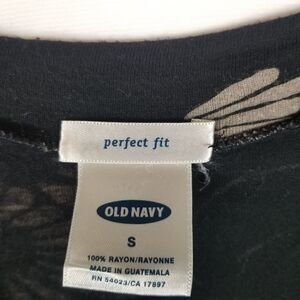 perfect fit
OLD NAVY
S
100% RAYON/RAYONNE
MADE IN GUATEMALA
RN 54023/CA 17897